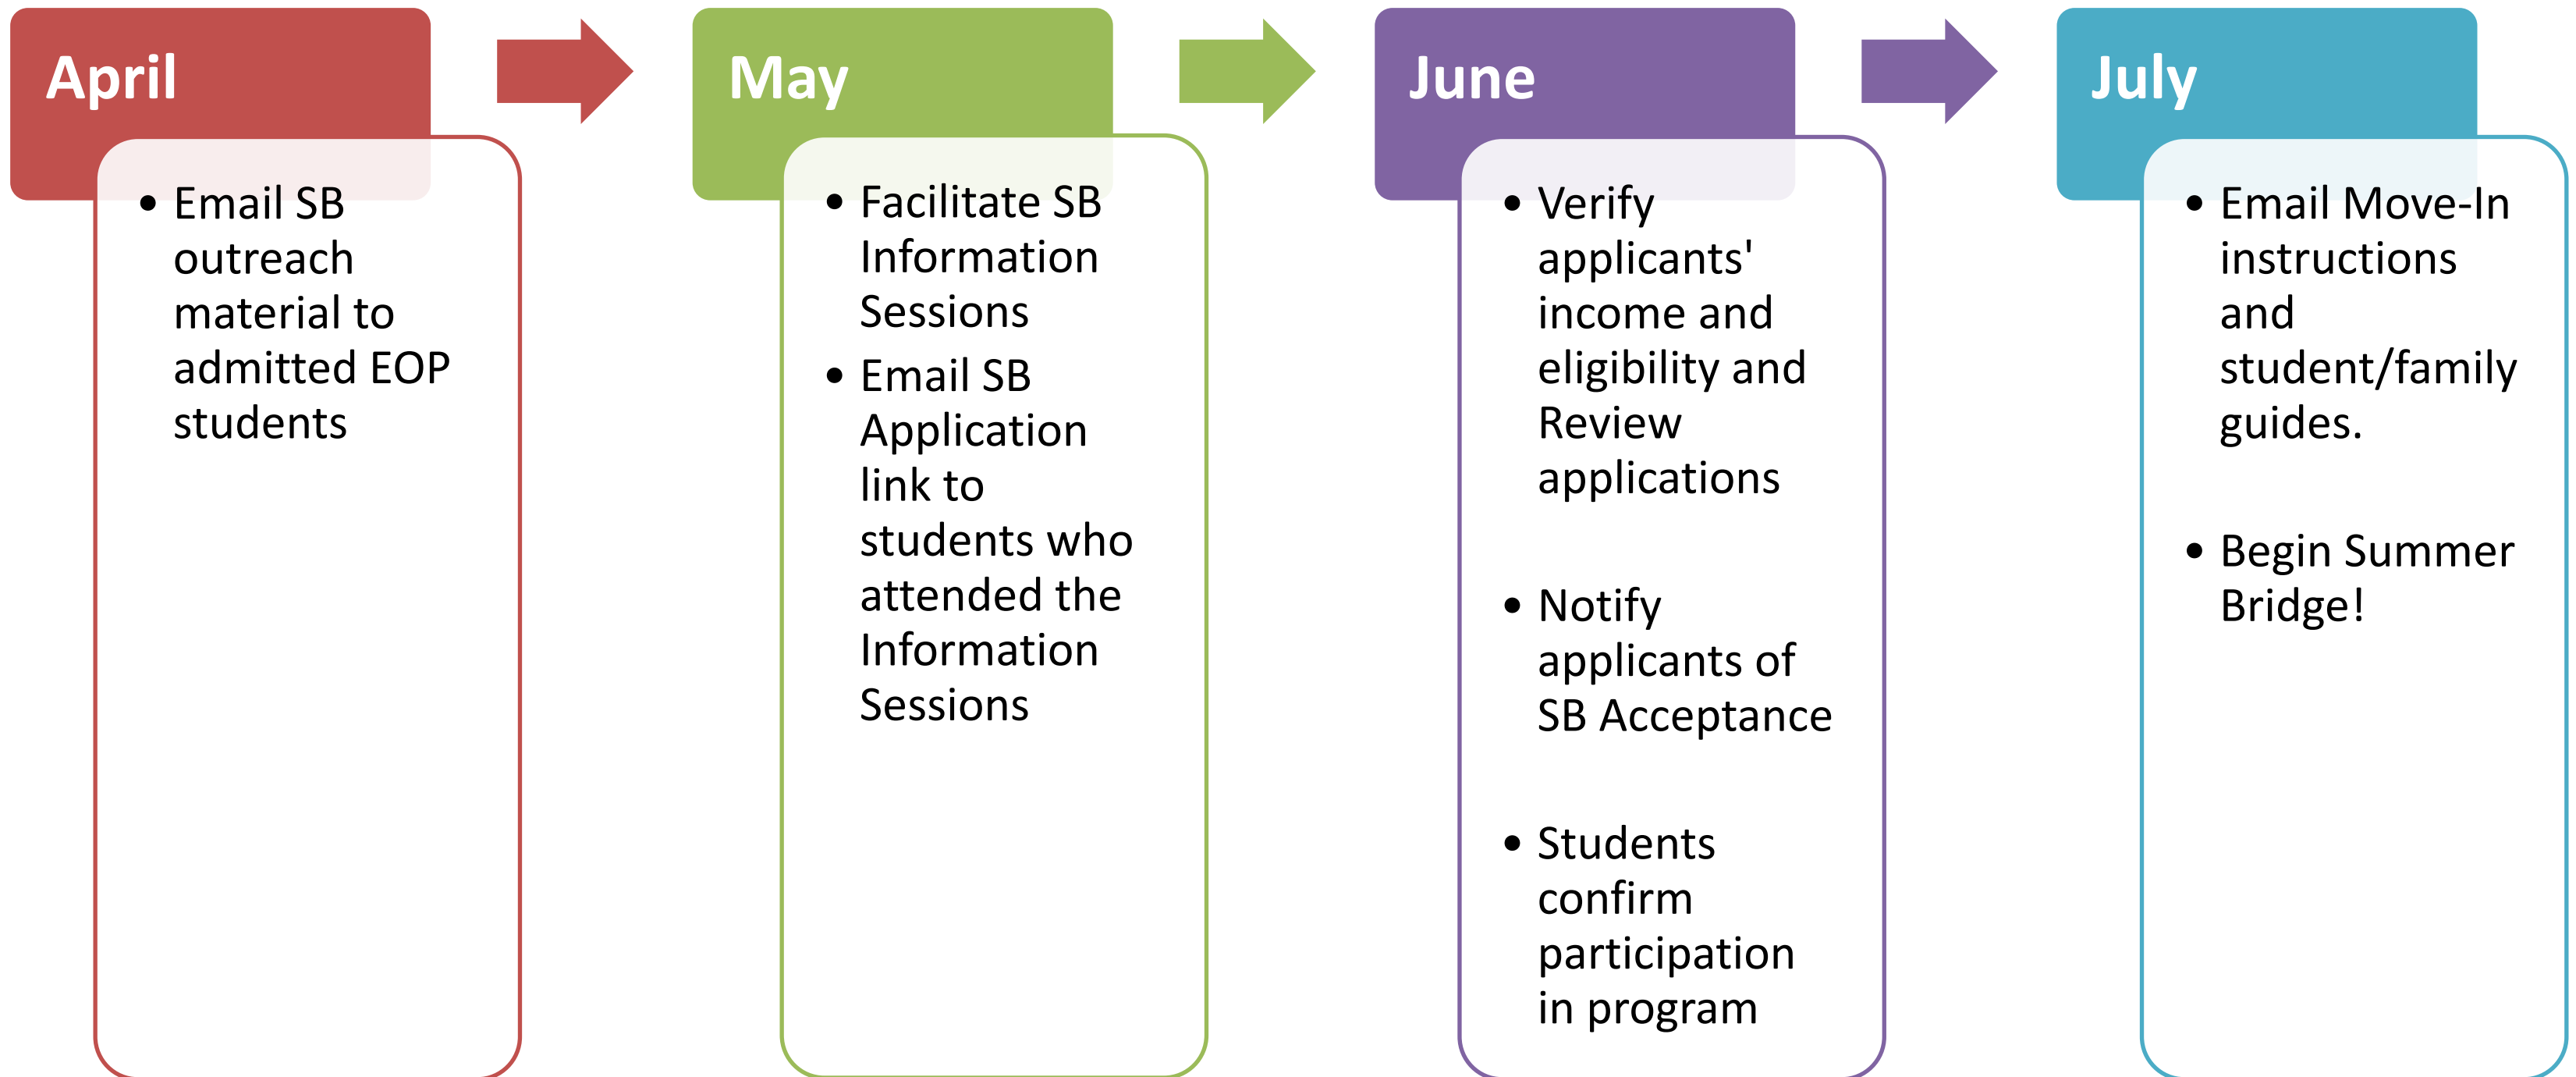 April
• Email SB
outreach
material to
admitted EOP
students
May
• Facilitate SB
Information
Sessions
• Email SB
Application
link to
students who
attended the
Information
Sessions
June
• Verify
applicants'
income and
eligibility and
Review
applications
• Notify
applicants of
SB Acceptance
• Students
confirm
participation
in program
July
• Email Move-In
instructions
and
student/family
guides.
• Begin Summer
Bridge!